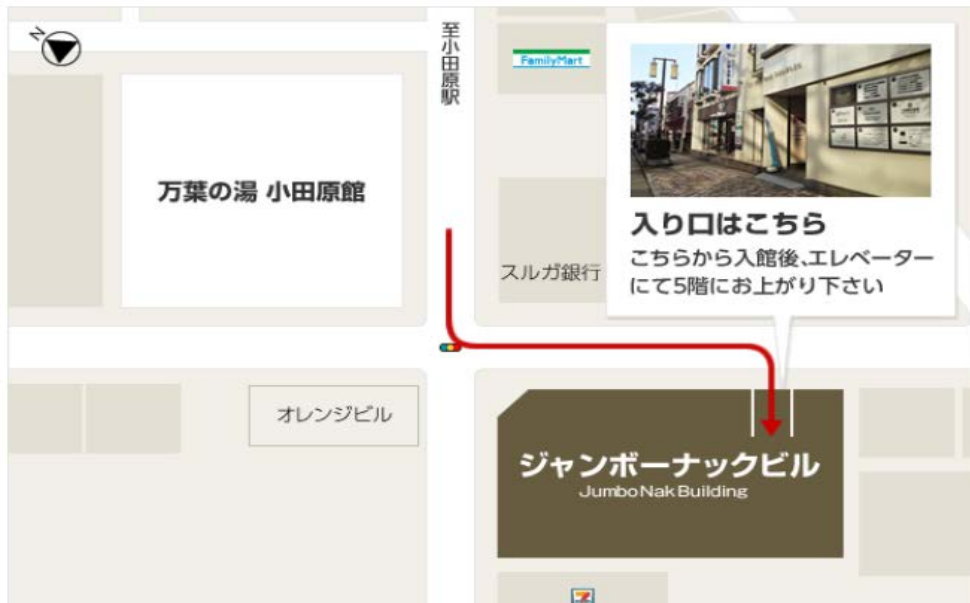 N
至小田原駅
FamilyMart
万葉の湯 小田原館
入り口はこちら
こちらから入館後、エレベーター
にて5階にお上がり下さい
スルガ銀行
オレンジビル
ジャンボーナックビル
Jumbo Nak Building
7